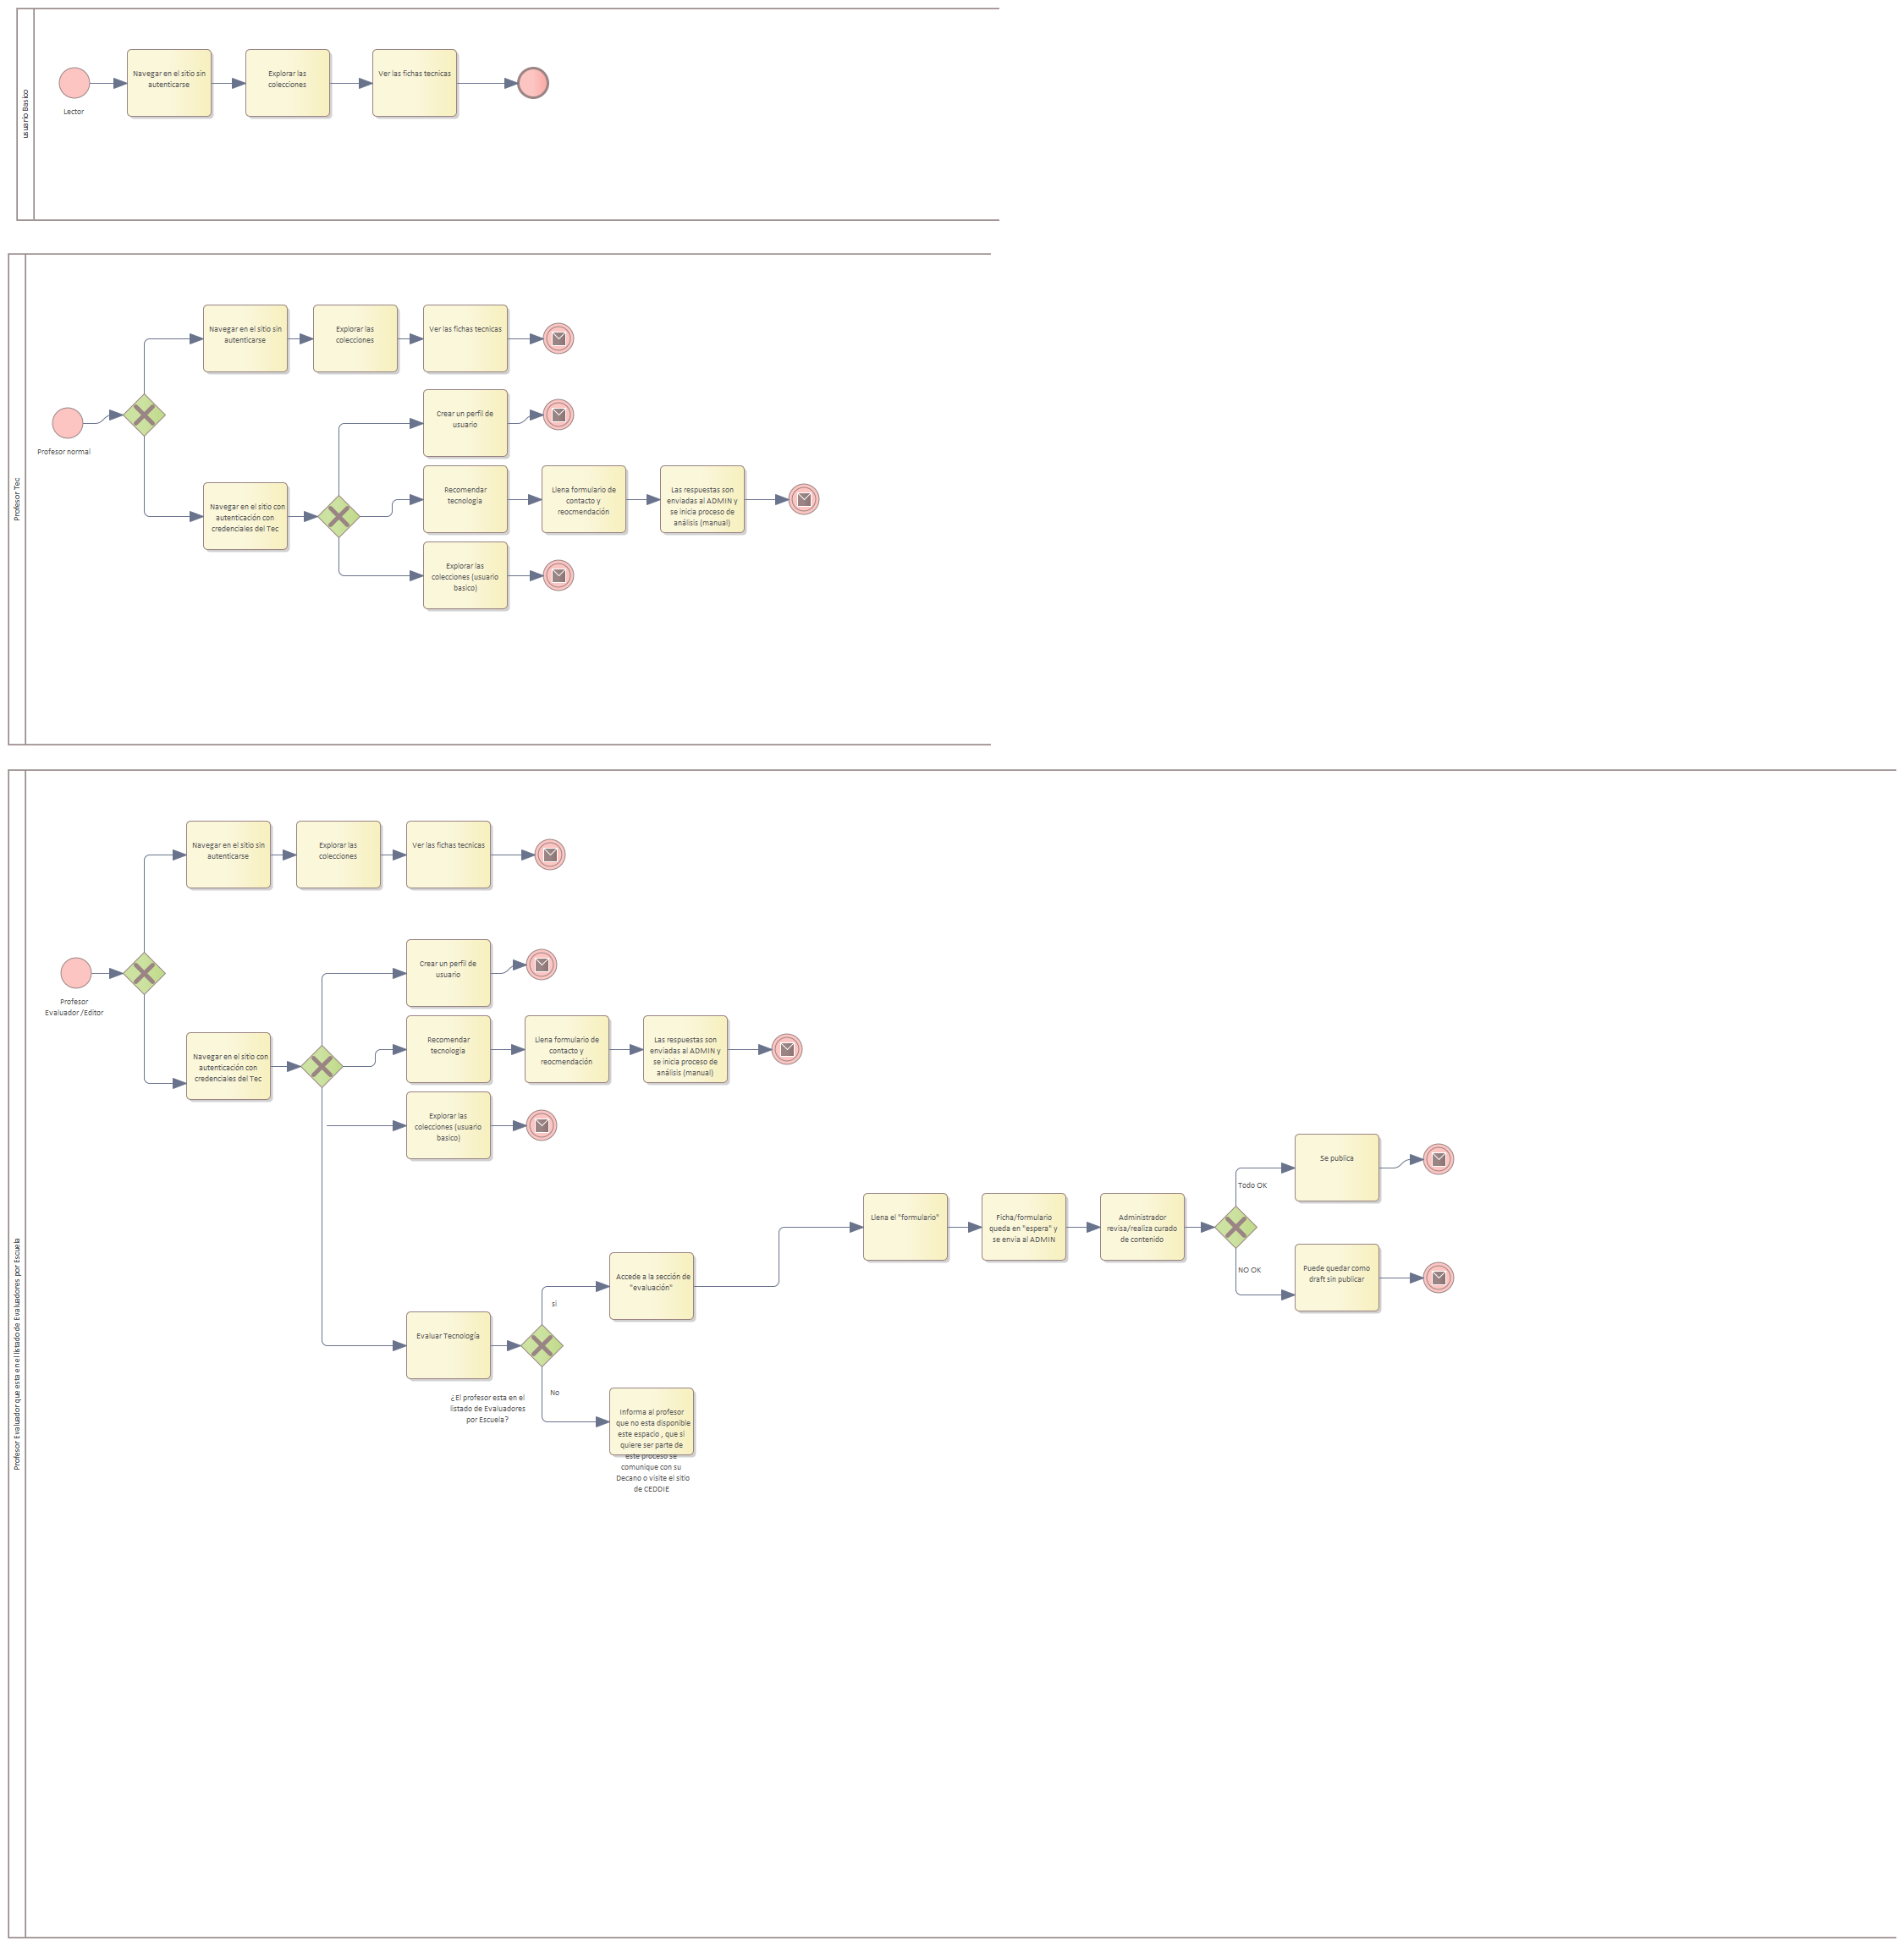 usuario Basico
Navegar en el sitio sin
autenticarse
Explorar las
colecciones
Ver las fichas tecnicas
Lector
Profesor Tec
Navegar en el sitio sin
autenticarse
Explorar las
colecciones
Ver las fichas tecnicas
Profesor normal
Crear un perfil de
usuario
Navegar en el sitio con
autenticación con
credenciales del Tec
Recomendar
tecnología
Llena formulario de
contacto y
reocmendación
Las respuestas son
enviadas al ADMIN y
se inicia proceso de
análisis (manual)
Explorar las
colecciones (usuario
basico)
Profesor Evaluador que esta en el listado de Evaluadores por Escuela
Navegar en el sitio sin
autenticarse
Explorar las
colecciones
Ver las fichas tecnicas
Profesor
Evaluador /Editor
Crear un perfil de
usuario
Navegar en el sitio con
autenticación con
credenciales del Tec
Recomendar
tecnologia
Llena formulario de
contacto y
reocmendación
Las respuestas son
enviadas al ADMIN y
se inicia proceso de
análisis (manual)
Explorar las
colecciones (usuario
basico)
Evaluar Tecnología
¿El profesor esta en el
listado de Evaluadores
por Escuela?
si
Accede a la sección de
"evaluación"
No
Informa al profesor
que no esta disponible
este espacio , que si
quiere ser parte de
este proceso se
comunique con su
Decano o visite el sitio
de CEDDIE
Llena el "formulario"
Ficha/formulario
queda en "espera" y
se envia al ADMIN
Administrador
revisa/realiza curado
de contenido
Todo OK
Se publica
NO OK
Puede quedar como
draft sin publicar